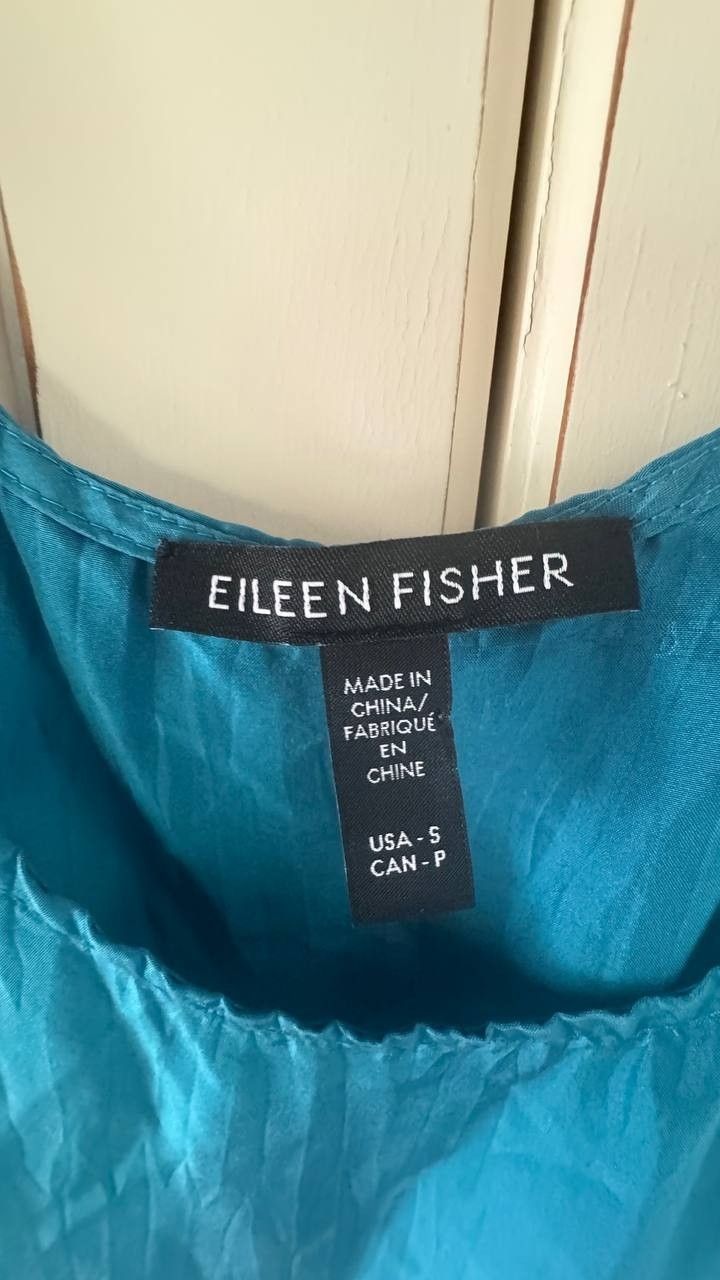 EILEEN FISHER
MADE IN
CHINA/
FABRIQUÉ
EN
CHINE
USA - S
CAN - P